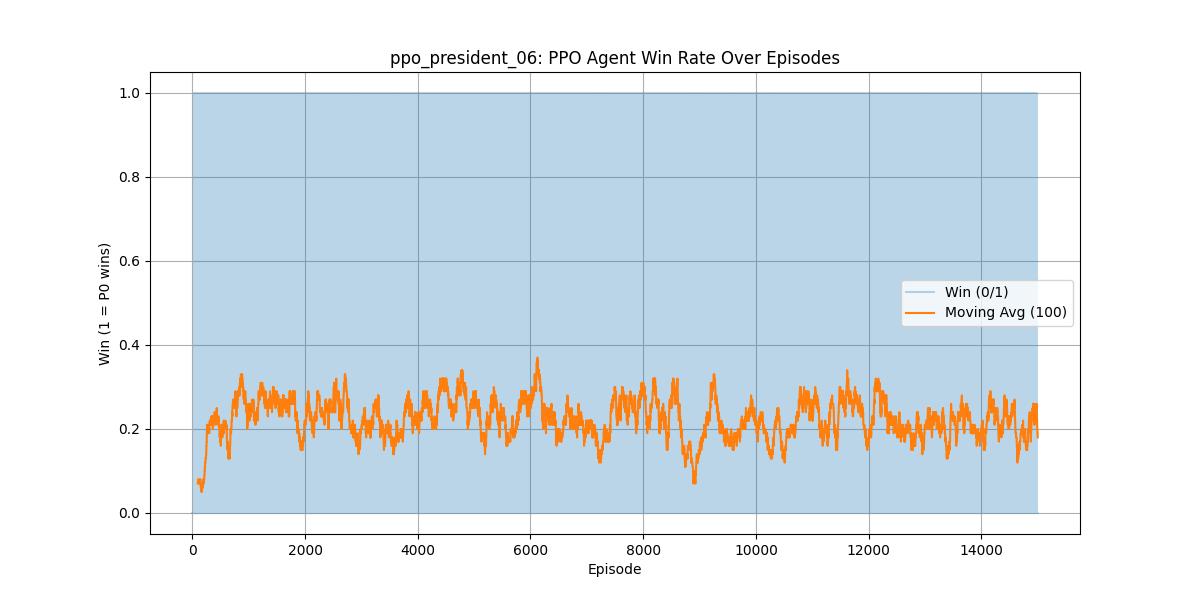 ppo_president_06: PPO Agent Win Rate Over Episodes
Win (1 = P0 wins)
1.0
0.8
0.6
0.4
0.2
0.0
Win (0/1)
Moving Avg (100)
0 2000 4000 6000 8000 10000 12000 14000
Episode